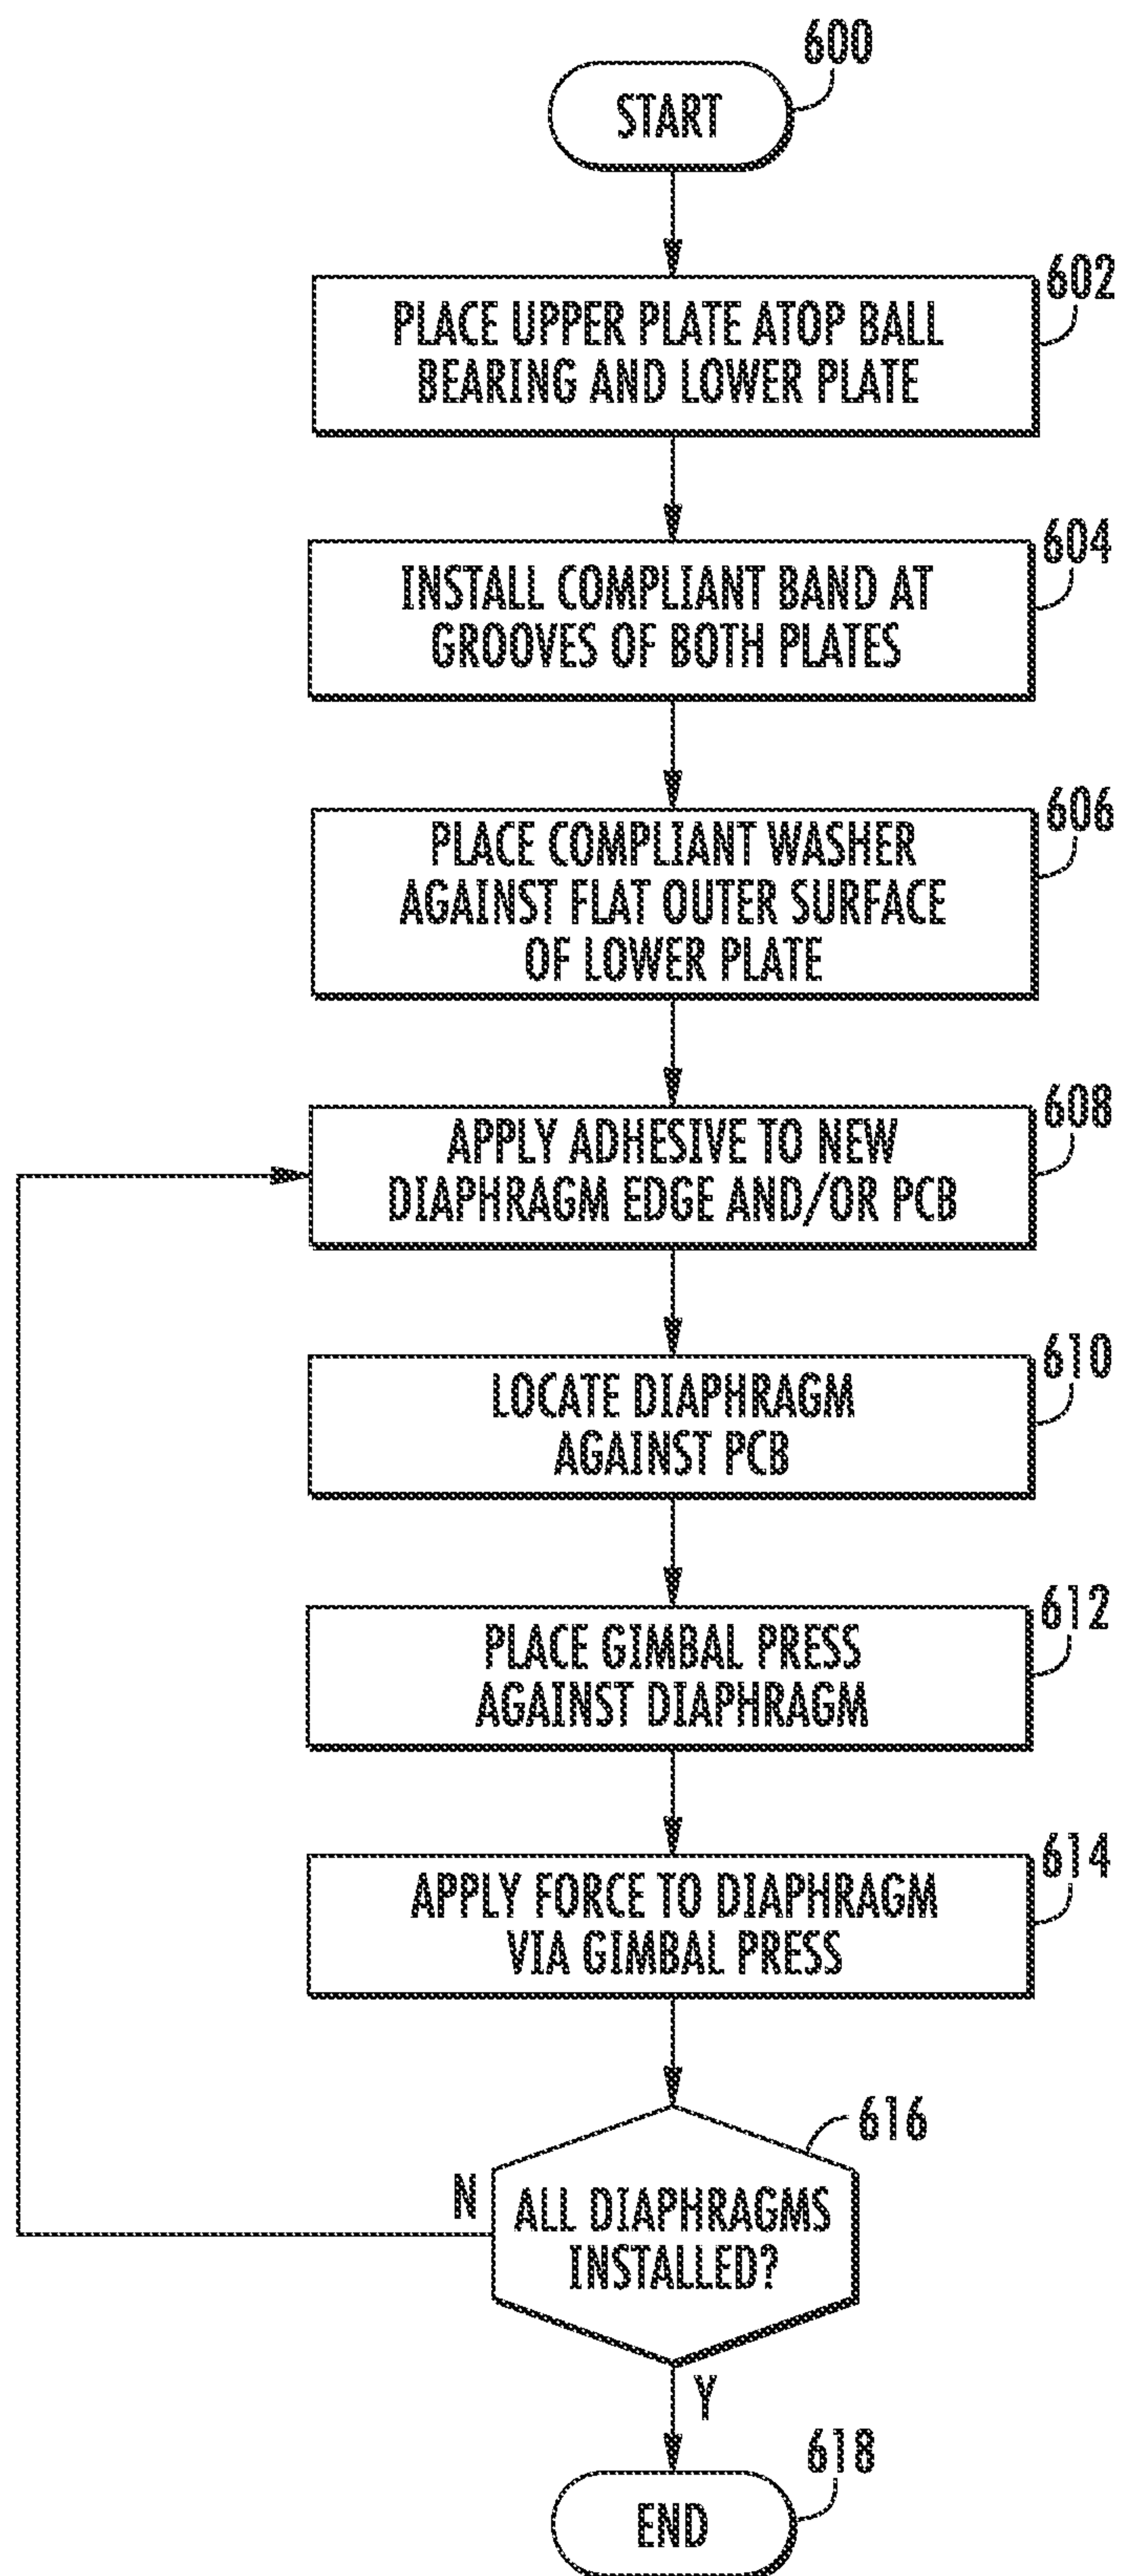 600
START
602
PLACE UPPER PLATE ATOP BALL
BEARING AND LOWER PLATE
604
INSTALL COMPLIANT BAND AT
GROOVES OF BOTH PLATES
606
PLACE COMPLIANT WASHER
AGAINST FLAT OUTER SURFACE
OF LOWER PLATE
608
APPLY ADHESIVE TO NEW
DIAPHRAGM EDGE AND/OR PCB
610
LOCATE DIAPHRAGM
AGAINST PCB
612
PLACE GIMBAL PRESS
AGAINST DIAPHRAGM
614
APPLY FORCE TO DIAPHRAGM
VIA GIMBAL PRESS
616
N
ALL DIAPHRAGMS
INSTALLED?
Y
618
END